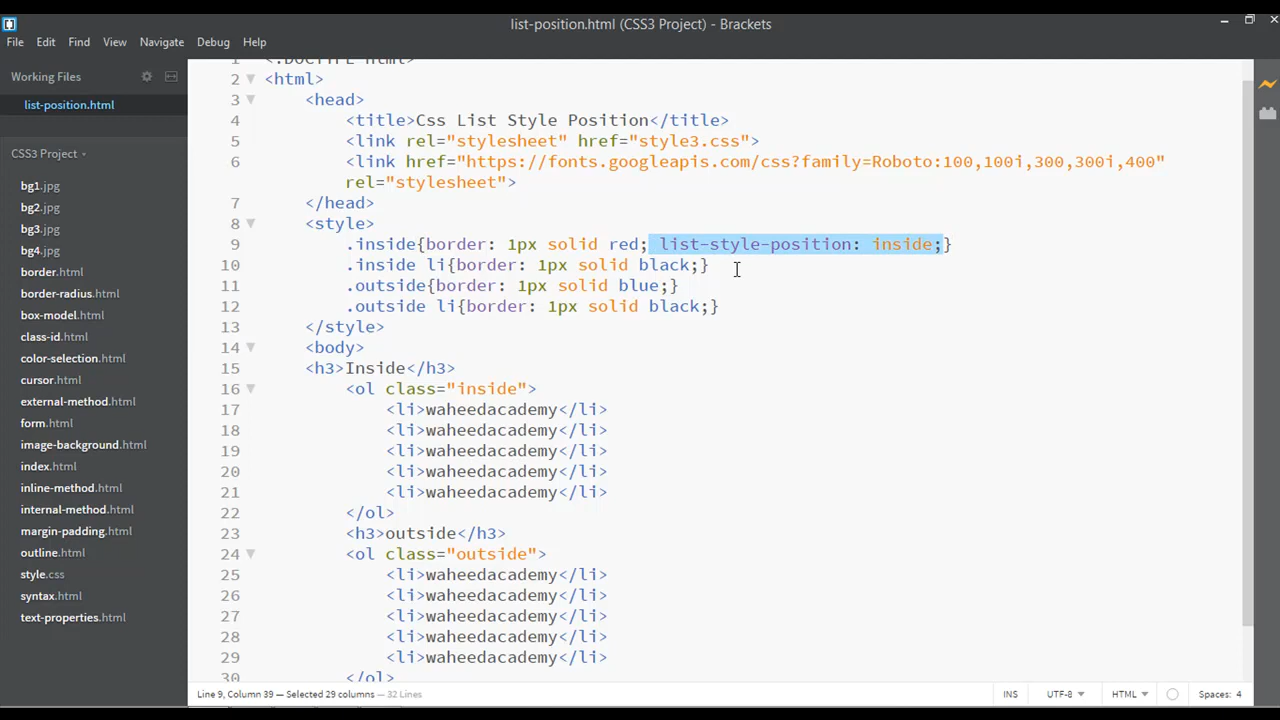 list-position.html (CSS3 Project) - Brackets
File Edit Find View Navigate Debug Help
Working Files
list-position.html
CSS3 Project
bg1.jpg
bg2.jpg
bg3.jpg
bg4.jpg
border.html
border-radius.html
box-model.html
class-id.html
color-selection.html
cursor.html
external-method.html
form.html
image-background.html
index.html
inline-method.html
internal-method.html
margin-padding.html
outline.html
style.css
syntax.html
text-properties.html
1 <!DOCTYPE html>
2 <html>
3 <head>
4 <title>Css List Style Position</title>
5 <link rel="stylesheet" href="style3.css">
6 <link href="https://fonts.googleapis.com/css?family=Roboto:100,100i,300,300i,400"
rel="stylesheet">
7 </head>
8 <style>
9 .inside{border: 1px solid red; list-style-position: inside;}
10 .inside li{border: 1px solid black;}
11 .outside{border: 1px solid blue;}
12 .outside li{border: 1px solid black;}
13 </style>
14 <body>
15 <h3>Inside</h3>
16 <ol class="inside">
17 <li>waheedacademy</li>
18 <li>waheedacademy</li>
19 <li>waheedacademy</li>
20 <li>waheedacademy</li>
21 <li>waheedacademy</li>
22 </ol>
23 <h3>outside</h3>
24 <ol class="outside">
25 <li>waheedacademy</li>
26 <li>waheedacademy</li>
27 <li>waheedacademy</li>
28 <li>waheedacademy</li>
29 <li>waheedacademy</li>
30 </ol>
Line 9, Column 39 — Selected 29 columns — 32 Lines INS UTF-8 HTML Spaces: 4